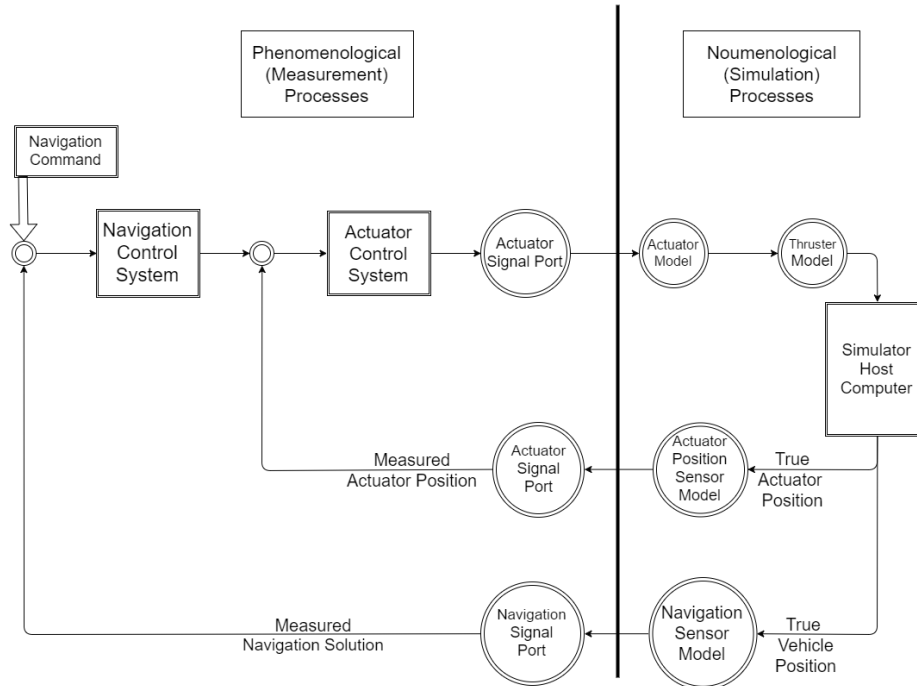 Phenomenological
(Measurement)
Processes
Noumenological
(Simulation)
Processes
Navigation
Command
Navigation
Control
System
Actuator
Control
System
Actuator
Signal Port
Actuator
Model
Thruster
Model
Simulator
Host
Computer
Measured
Actuator Position
Actuator
Signal
Port
Actuator
Position
Sensor
Model
True
Actuator
Position
Measured
Navigation Solution
Navigation
Signal
Port
Navigation
Sensor
Model
True
Vehicle
Position